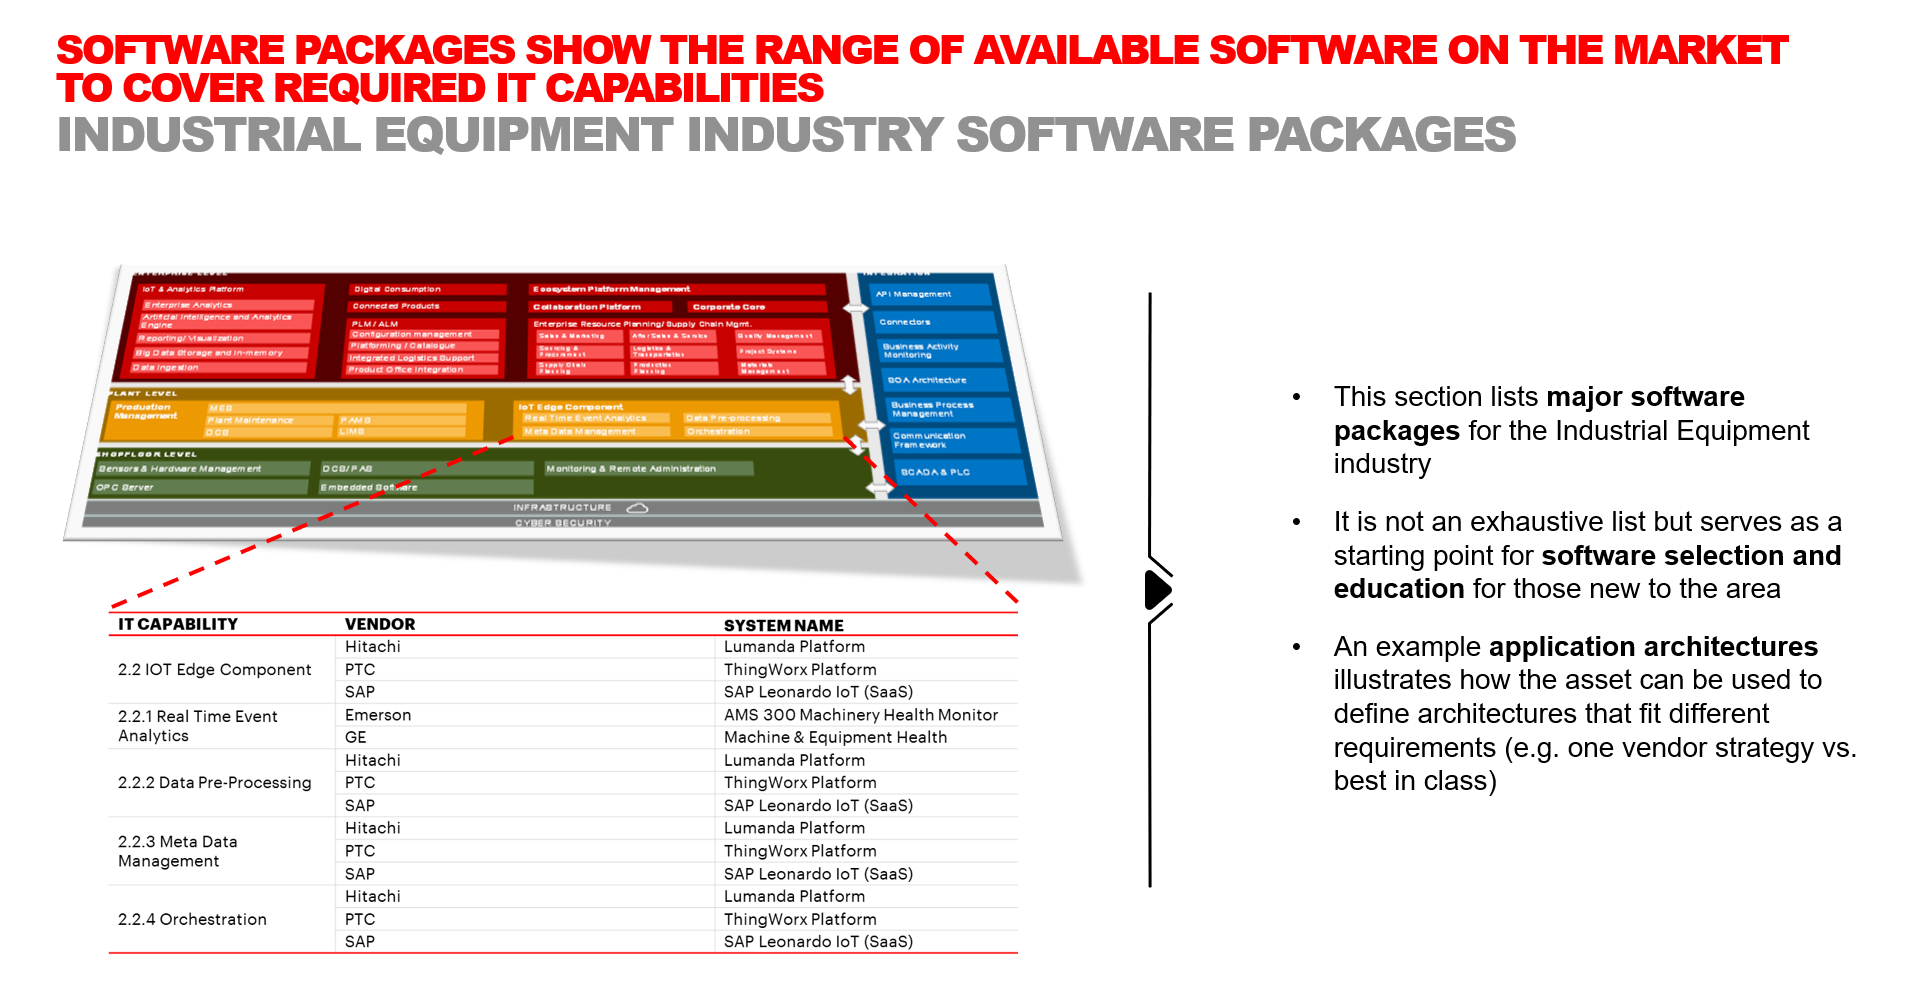 SOFTWARE PACKAGES SHOW THE RANGE OF AVAILABLE SOFTWARE ON THE MARKET
TO COVER REQUIRED IT CAPABILITIES
INDUSTRIAL EQUIPMENT INDUSTRY SOFTWARE PACKAGES
ENTERPRISE LEVEL
IoT & Analytics Platform
Enterprise Analytics
Artificial Intelligence and Analytics
Engine
Reporting/ Visualization
Big Data Storage and in-memory
Data Ingestion
Digital Consumption
Connected Products
PLM / ALM
Configuration management
Platforming / Catalogue
Integrated Logistics Support
Product Office Integration
Ecosystem Platform Management
Collaboration Platform
Corporate Core
Enterprise Resource Planning/ Supply Chain Mgmt.
Sales & Marketing
After Sales & Service
Quality Management
Sourcing &
Procurement
Logistics &
Transportation
Project Systems
Supply Chain
Planning
Production
Planning
Materials
Management
INTEGRATION
API Management
Connectors
Business Activity
Monitoring
SOA Architecture
Business Process
Management
Communication
Framework
SCADA & PLC
PLANT LEVEL
Production
Management
MES
Plant Maintenance
PAMS
DCS
LIMS
IoT Edge Component
Real Time Event Analytics
Data Pre-processing
Meta Data Management
Orchestration
SHOPFLOOR LEVEL
Sensors & Hardware Management
DCS/ PAS
Monitoring & Remote Administration
OPC Server
Embedded Software
INFRASTRUCTURE
CYBER SECURITY
IT CAPABILITY VENDOR SYSTEM NAME
2.2 IOT Edge Component
Hitachi Lumanda Platform
PTC ThingWorx Platform
SAP SAP Leonardo IoT (SaaS)
2.2.1 Real Time Event
Analytics
Emerson AMS 300 Machinery Health Monitor
GE Machine & Equipment Health
2.2.2 Data Pre-Processing
Hitachi Lumanda Platform
PTC ThingWorx Platform
SAP SAP Leonardo IoT (SaaS)
2.2.3 Meta Data
Management
Hitachi Lumanda Platform
PTC ThingWorx Platform
SAP SAP Leonardo IoT (SaaS)
2.2.4 Orchestration
Hitachi Lumanda Platform
PTC ThingWorx Platform
SAP SAP Leonardo IoT (SaaS)
• This section lists major software
packages for the Industrial Equipment
industry
• It is not an exhaustive list but serves as a
starting point for software selection and
education for those new to the area
• An example application architectures
illustrates how the asset can be used to
define architectures that fit different
requirements (e.g. one vendor strategy vs.
best in class)